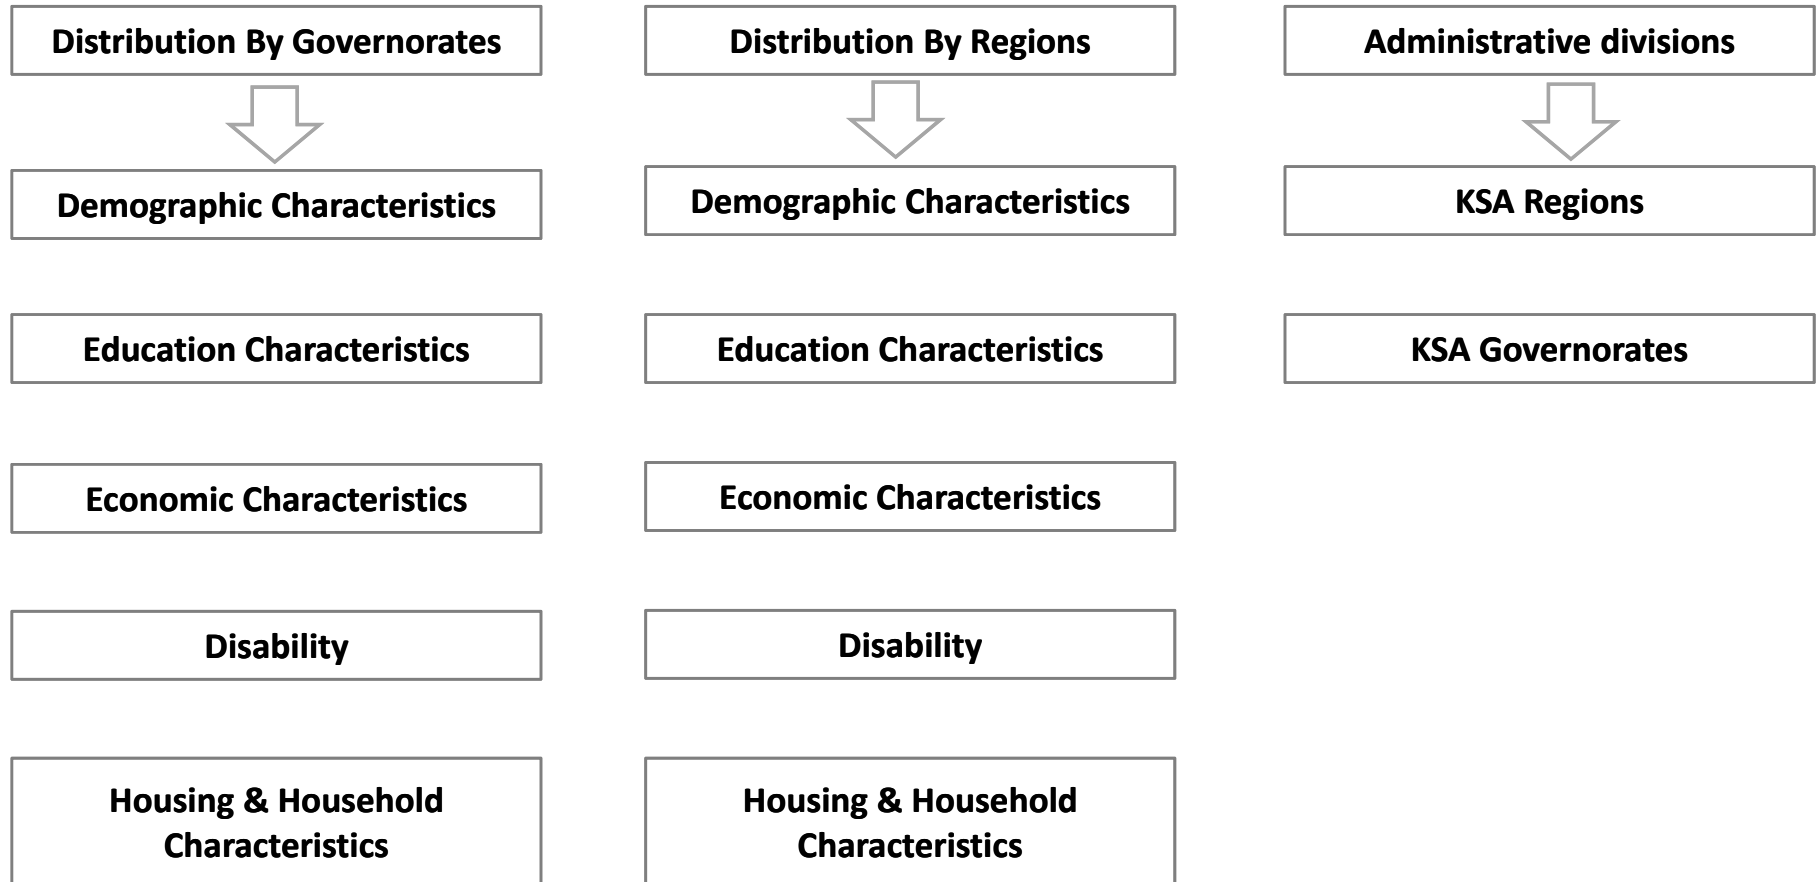 Distribution By Governorates
Demographic Characteristics
Education Characteristics
Economic Characteristics
Disability
Housing & Household
Characteristics
Distribution By Regions
Demographic Characteristics
Education Characteristics
Economic Characteristics
Disability
Housing & Household
Characteristics
Administrative divisions
KSA Regions
KSA Governorates